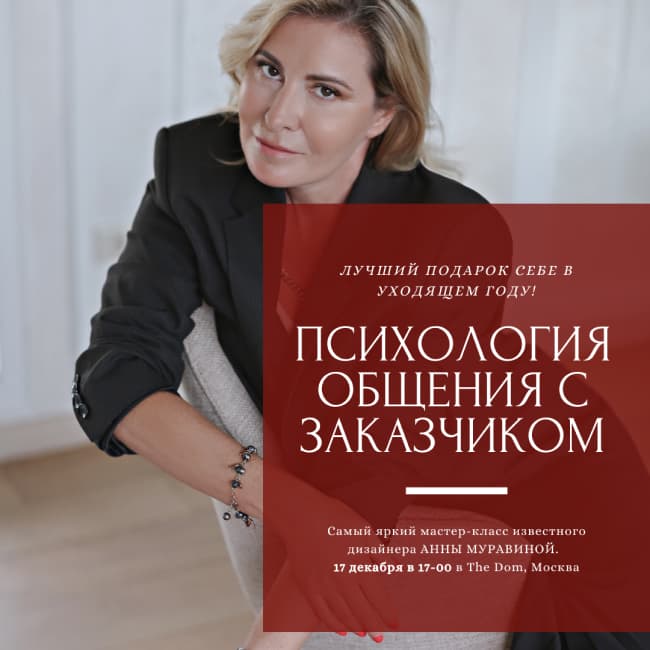 ЛУЧШИЙ ПОДАРОК СЕБЕ В
УХОДЯЩЕМ ГОДУ!
ПСИХОЛОГИЯ
ОБЩЕНИЯ С
ЗАКАЗЧИКОМ
Самый яркий мастер-класс известного
дизайнера АННЫ МУРАВИНОЙ.
17 декабря в 17-00 в The Dom, Москва